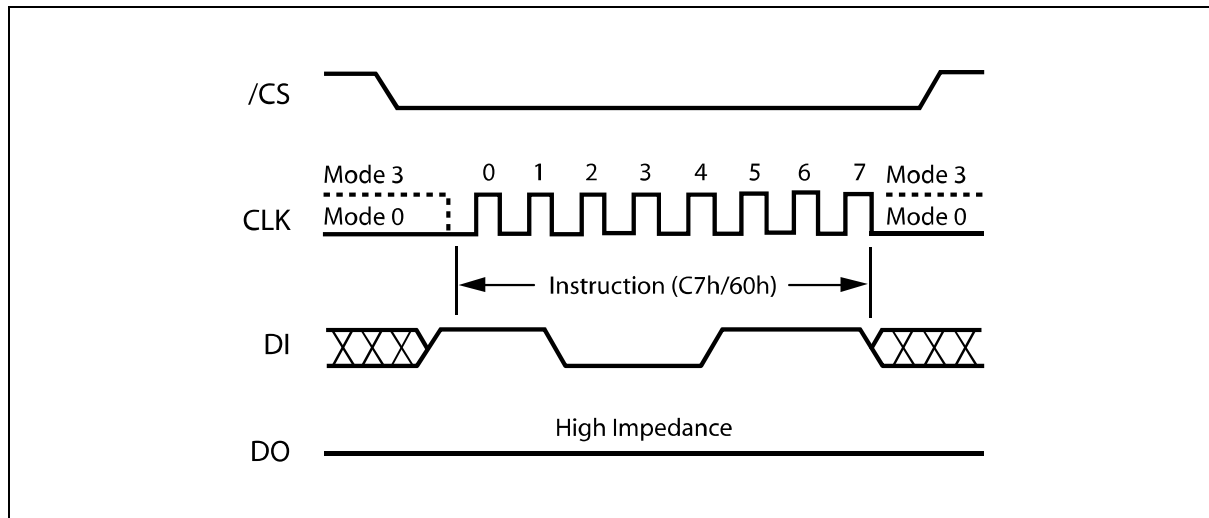 /CS
Mode 3 0 1 2 3 4 5 6 7 Mode 3
CLK Mode 0 Mode 0
Instruction (C7h/60h)
DI
High Impedance
DO